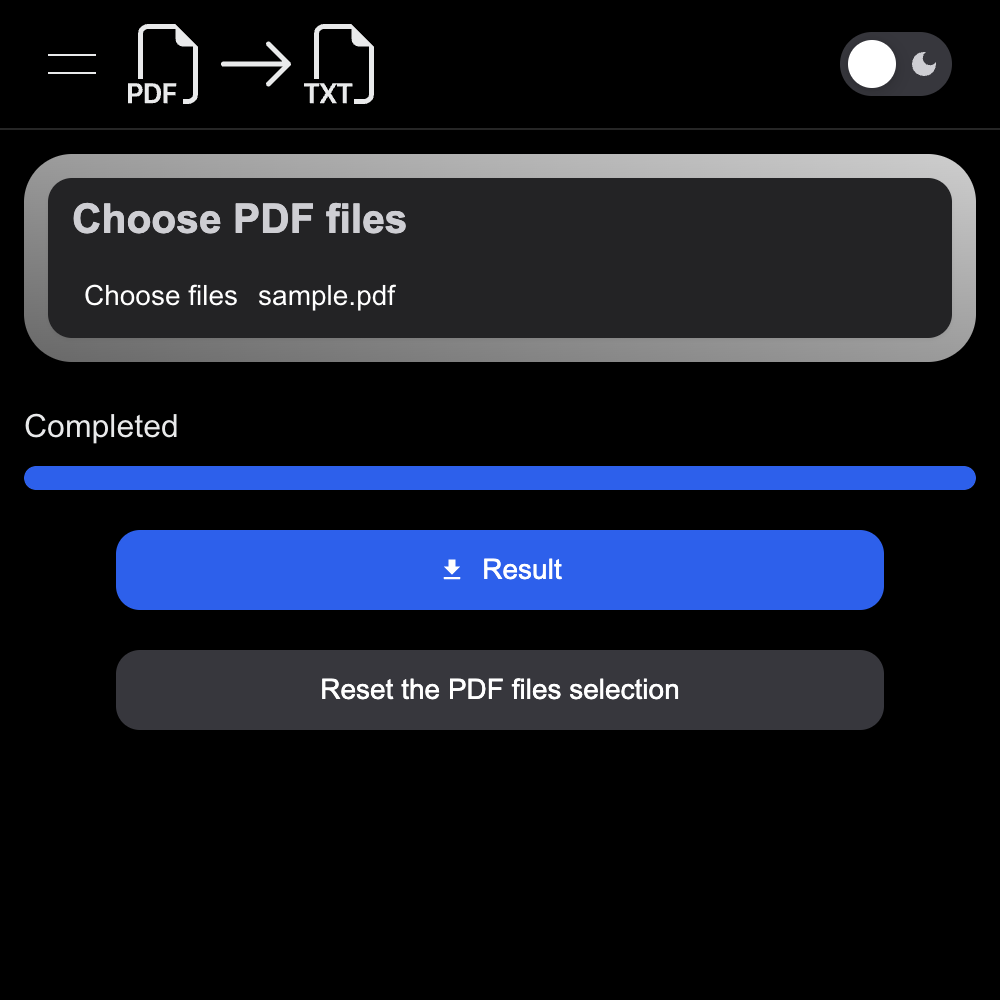 PDF TXT
Choose PDF files
Choose files sample.pdf
Completed
Result
Reset the PDF files selection